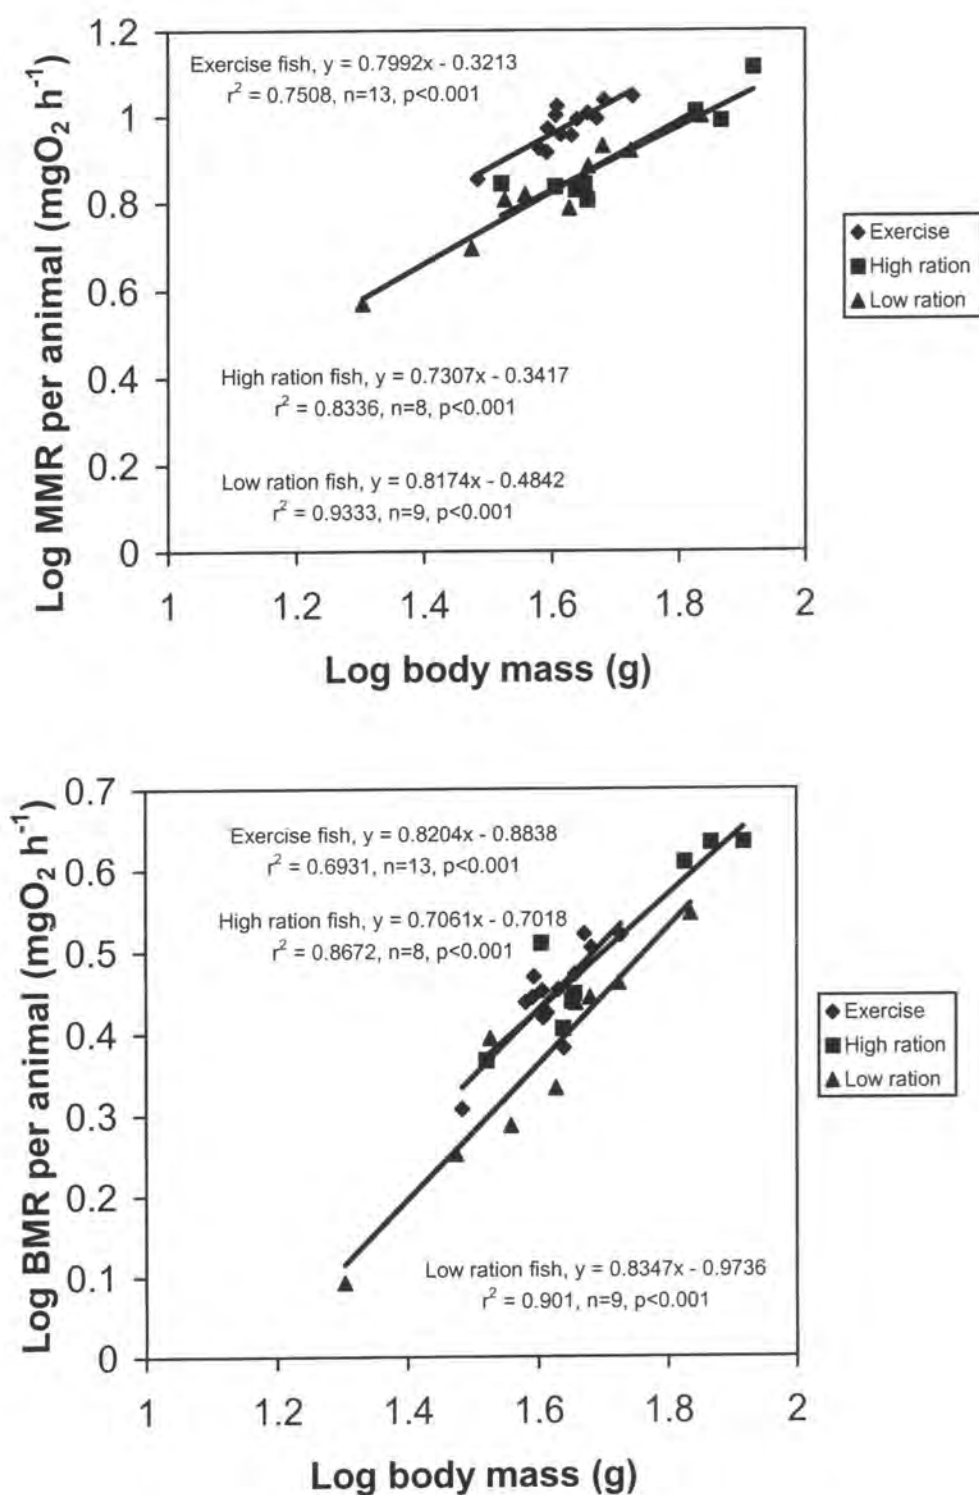 1.2
1
0.8
0.6
0.4
0.2
0
Log MMR per animal (mgO₂ h⁻¹)
Exercise fish, y = 0.7992x - 0.3213
r² = 0.7508, n=13, p<0.001
High ration fish, y = 0.7307x - 0.3417
r² = 0.8336, n=8, p<0.001
Low ration fish, y = 0.8174x - 0.4842
r² = 0.9333, n=9, p<0.001
Exercise
High ration
Low ration
1 1.2 1.4 1.6 1.8 2
Log body mass (g)
0.7
0.6
0.5
0.4
0.3
0.2
0.1
0
Log BMR per animal (mgO₂ h⁻¹)
Exercise fish, y = 0.8204x - 0.8838
r² = 0.6931, n=13, p<0.001
High ration fish, y = 0.7061x - 0.7018
r² = 0.8672, n=8, p<0.001
Low ration fish, y = 0.8347x - 0.9736
r² = 0.901, n=9, p<0.001
Exercise
High ration
Low ration
1 1.2 1.4 1.6 1.8 2
Log body mass (g)